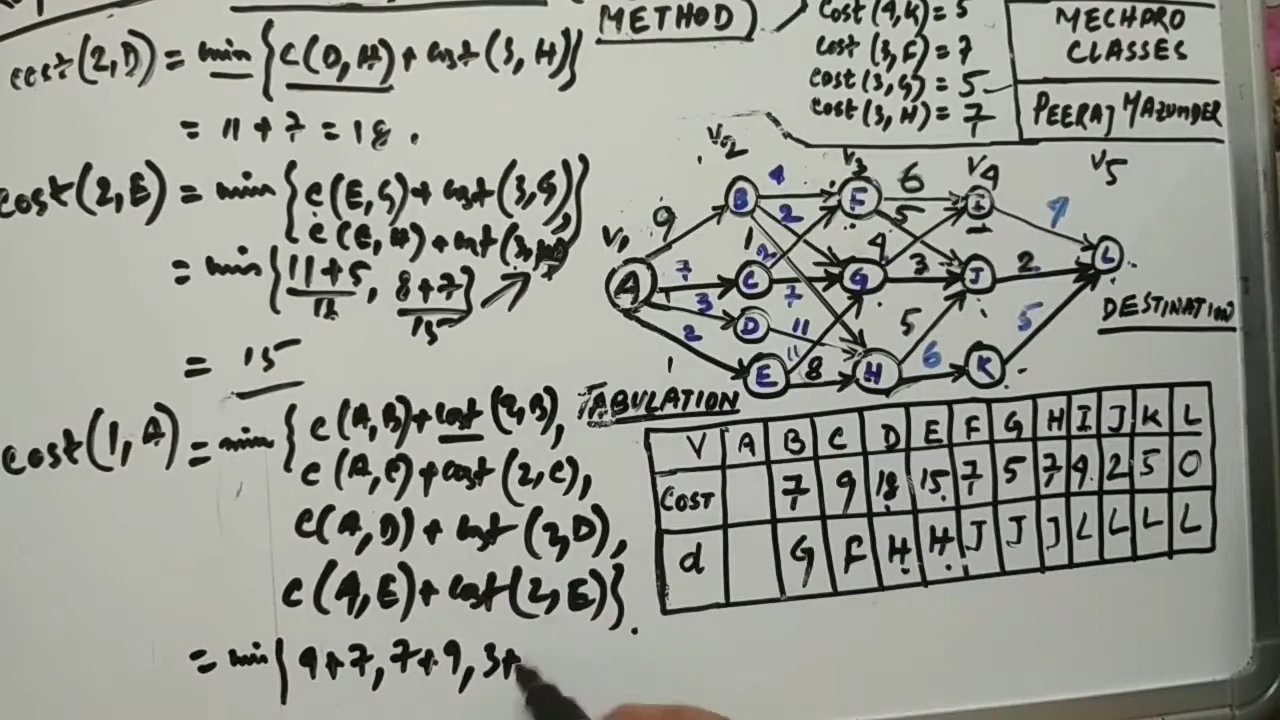 METHOD)
cost(2,D) = min {C(D,H) + cost(3,H)}
= 11 + 7 = 18.
cost(2,E) = min {C(E,G) + cost(3,G),
C(E,H) + cost(3,H)}
= min {11+5, 8+7}
16 15
= 15
cost(1,A) = min {C(A,B) + cost(2,B),
C(A,C) + cost(2,C),
C(A,D) + cost(2,D),
C(A,E) + cost(2,E)}.
= min { 9+7, 7+9, 3+
cost(4,K) = 5
cost(3,F) = 7
cost(3,G) = 5
cost(3,H) = 7
MECHPRO
CLASSES
PEERAJ MAZUMDER
V1 V2 V3 V4 V5
A B C D E F G H I J K L
9 7 3 2
4 2 1 2 7 11 11 8
6 5 4 3 5 6
4 2 5
DESTINATION
TABULATION
V A B C D E F G H I J K L
COST 7 9 18 15 7 5 7 4 2 5 0
d G F H H J J J L L L L